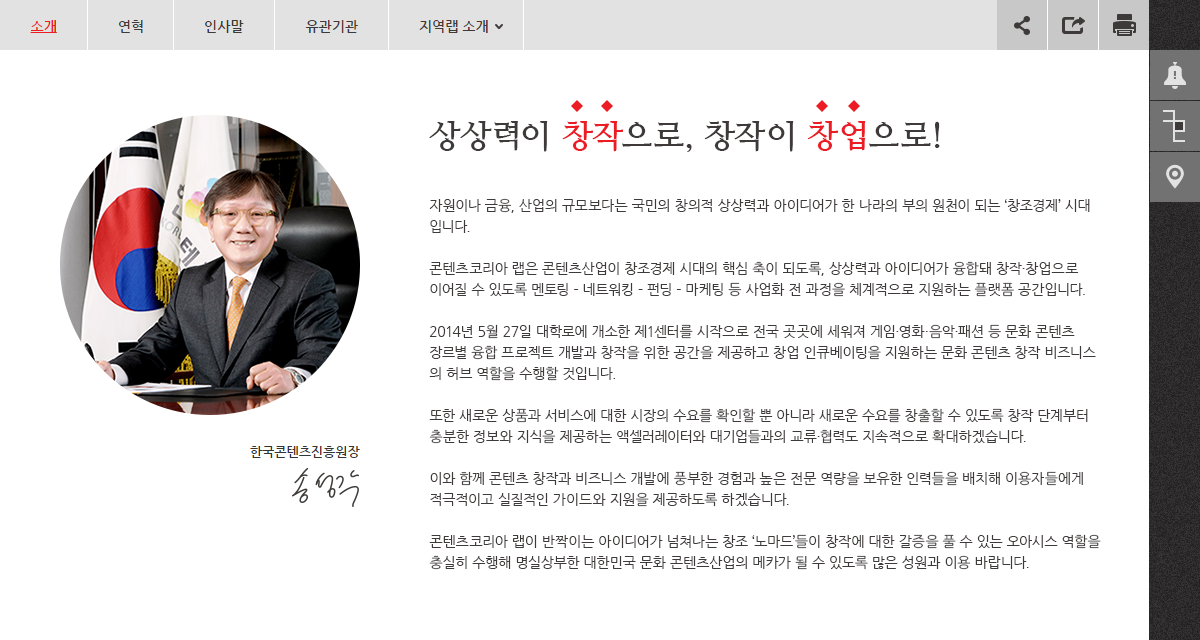 소개
연혁
인사말
유관기관
지역랩 소개
상상력이 창작으로, 창작이 창업으로!
자원이나 금융, 산업의 규모보다는 국민의 창의적 상상력과 아이디어가 한 나라의 부의 원천이 되는 ‘창조경제’ 시대
입니다.
콘텐츠코리아 랩은 콘텐츠산업이 창조경제 시대의 핵심 축이 되도록, 상상력과 아이디어가 융합돼 창작·창업으로
이어질 수 있도록 멘토링 - 네트워킹 - 펀딩 - 마케팅 등 사업화 전 과정을 체계적으로 지원하는 플랫폼 공간입니다.
2014년 5월 27일 대학로에 개소한 제1센터를 시작으로 전국 곳곳에 세워져 게임·영화·음악·패션 등 문화 콘텐츠
장르별 융합 프로젝트 개발과 창작을 위한 공간을 제공하고 창업 인큐베이팅을 지원하는 문화 콘텐츠 창작 비즈니스
의 허브 역할을 수행할 것입니다.
또한 새로운 상품과 서비스에 대한 시장의 수요를 확인할 뿐 아니라 새로운 수요를 창출할 수 있도록 창작 단계부터
충분한 정보와 지식을 제공하는 액셀러레이터와 대기업들과의 교류·협력도 지속적으로 확대하겠습니다.
이와 함께 콘텐츠 창작과 비즈니스 개발에 풍부한 경험과 높은 전문 역량을 보유한 인력들을 배치해 이용자들에게
적극적이고 실질적인 가이드와 지원을 제공하도록 하겠습니다.
콘텐츠코리아 랩이 반짝이는 아이디어가 넘쳐나는 창조 ‘노마드’들이 창작에 대한 갈증을 풀 수 있는 오아시스 역할을
충실히 수행해 명실상부한 대한민국 문화 콘텐츠산업의 메카가 될 수 있도록 많은 성원과 이용 바랍니다.
한국콘텐츠진흥원장
송성각